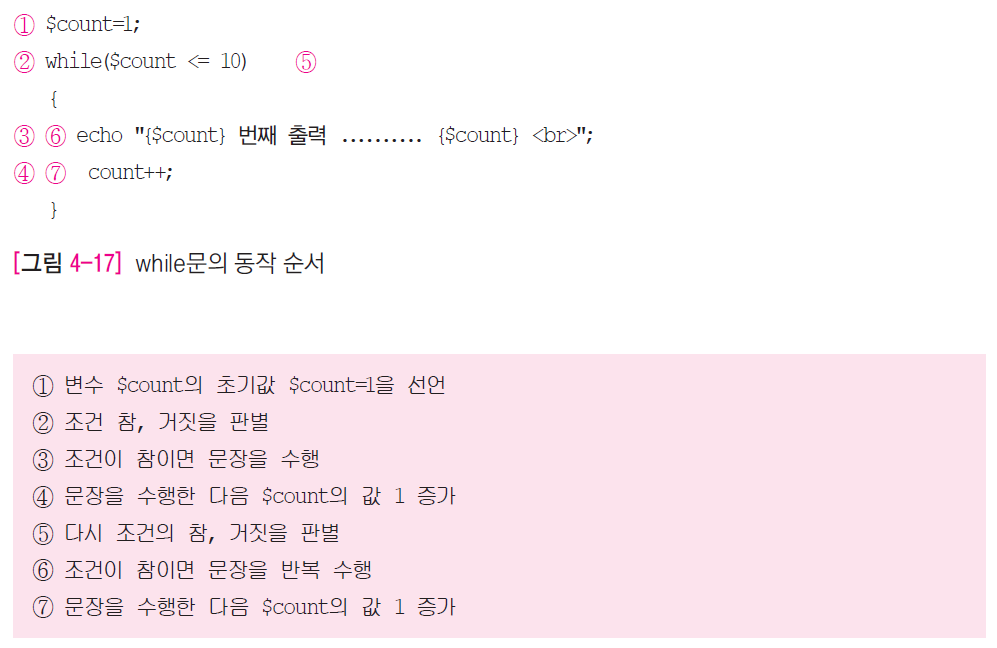 ① $count=1;
② while($count <= 10) ⑤
{
③ ⑥ echo "{$count} 번째 출력 .......... {$count} <br>";
④ ⑦ count++;
}
[그림 4-17] while문의 동작 순서
① 변수 $count의 초기값 $count=1을 선언
② 조건 참, 거짓을 판별
③ 조건이 참이면 문장을 수행
④ 문장을 수행한 다음 $count의 값 1 증가
⑤ 다시 조건의 참, 거짓을 판별
⑥ 조건이 참이면 문장을 반복 수행
⑦ 문장을 수행한 다음 $count의 값 1 증가